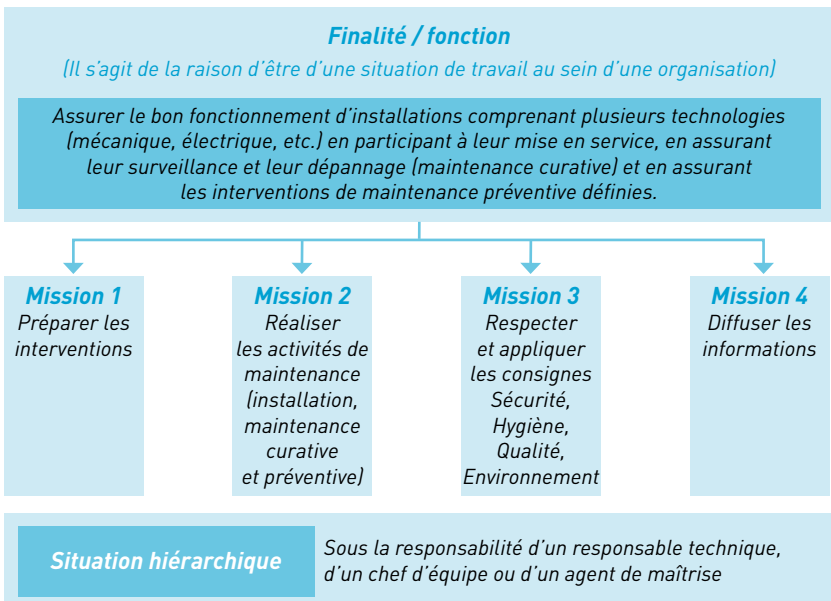 Finalité / fonction
(Il s’agit de la raison d’être d’une situation de travail au sein d’une organisation)
Assurer le bon fonctionnement d’installations comprenant plusieurs technologies
(mécanique, électrique, etc.) en participant à leur mise en service, en assurant
leur surveillance et leur dépannage (maintenance curative) et en assurant
les interventions de maintenance préventive définies.
Mission 1
Préparer les
interventions
Mission 2
Réaliser
les activités de
maintenance
(installation,
maintenance
curative
et préventive)
Mission 3
Respecter
et appliquer
les consignes
Sécurité,
Hygiène,
Qualité,
Environnement
Mission 4
Diffuser les
informations
Situation hiérarchique
Sous la responsabilité d’un responsable technique,
d’un chef d’équipe ou d’un agent de maîtrise